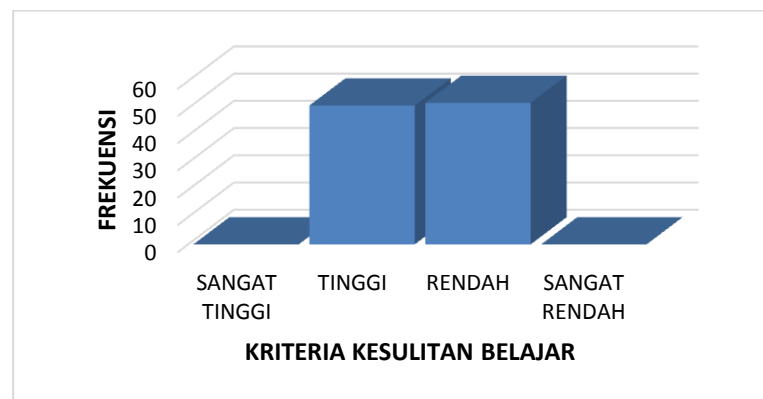 FREKUENSI
60
50
40
30
20
10
0
SANGAT TINGGI
TINGGI
RENDAH
SANGAT RENDAH
KRITERIA KESULITAN BELAJAR